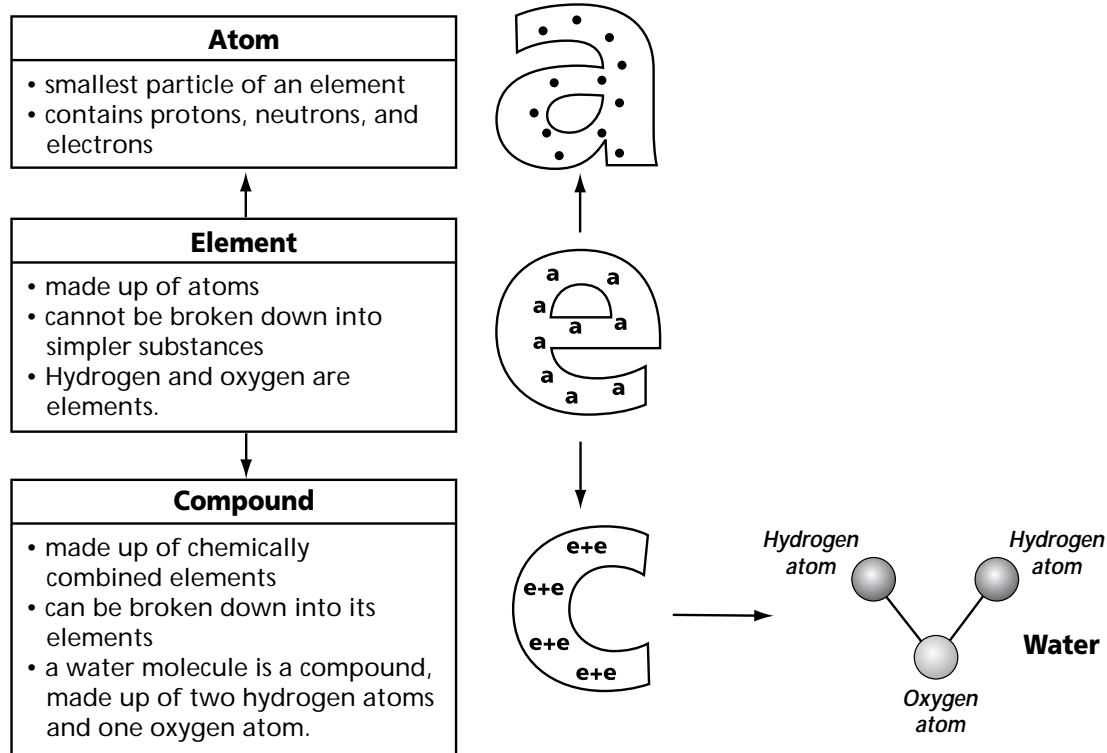 Atom
• smallest particle of an element
• contains protons, neutrons, and
electrons
a
Element
• made up of atoms
• cannot be broken down into
simpler substances
• Hydrogen and oxygen are
elements.
e
a a
a
a a
a
a
a a
Compound
• made up of chemically
combined elements
• can be broken down into its
elements
• a water molecule is a compound,
made up of two hydrogen atoms
and one oxygen atom.
c
e+e
e+e
e+e
e+e
Hydrogen
atom
Hydrogen
atom
Water
Oxygen
atom